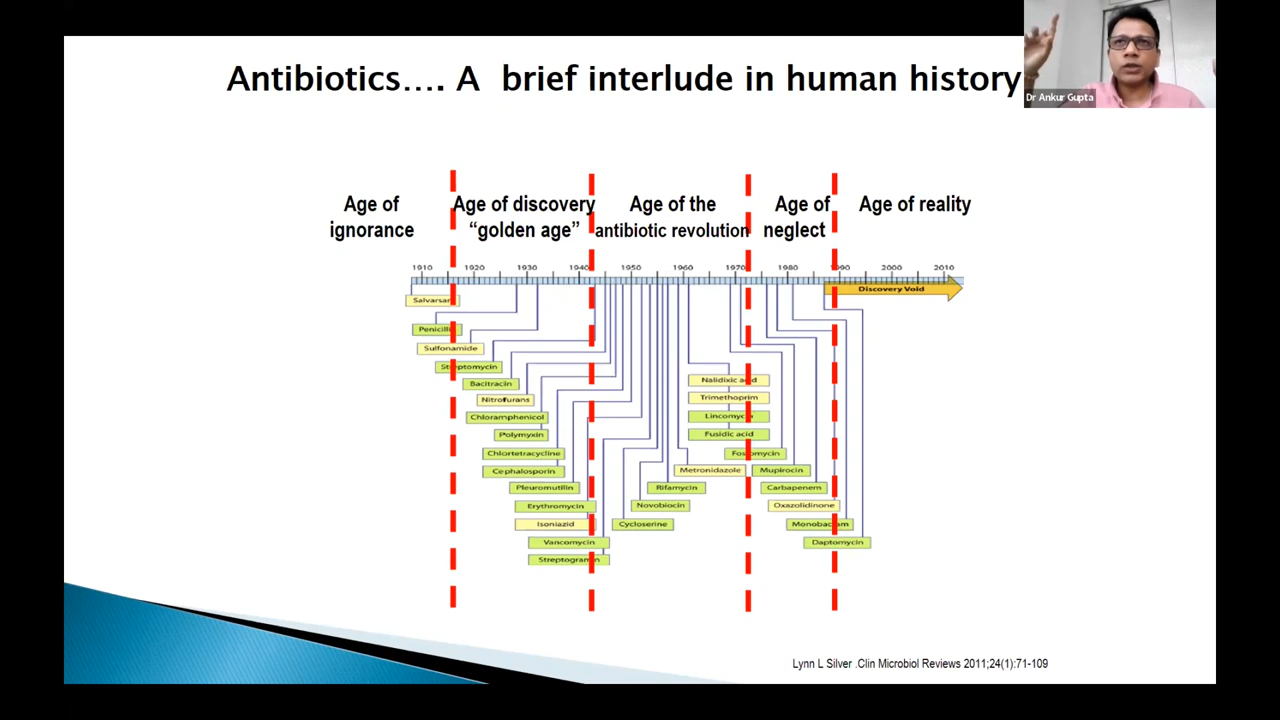 Antibiotics…. A brief interlude in human history
Dr Ankur Gupta
Age of
ignorance
Age of discovery
“golden age”
Age of the
antibiotic revolution
Age of
neglect
Age of reality
1910 1920 1930 1940 1950 1960 1970 1980 1990 2000 2010
Discovery Void
Salvarsan
Penicillin
Sulfonamide
Streptomycin
Bacitracin
Nitrofurans
Chloramphenicol
Polymyxin
Chlortetracycline
Cephalosporin
Pleuromutilin
Erythromycin
Isoniazid
Vancomycin
Streptogramin
Cycloserine
Novobiocin
Rifamycin
Metronidazole
Nalidixic acid
Trimethoprim
Lincomycin
Fusidic acid
Fosfomycin
Mupirocin
Carbapenem
Oxazolidinone
Monobactam
Daptomycin
Lynn L Silver .Clin Microbiol Reviews 2011;24(1):71-109